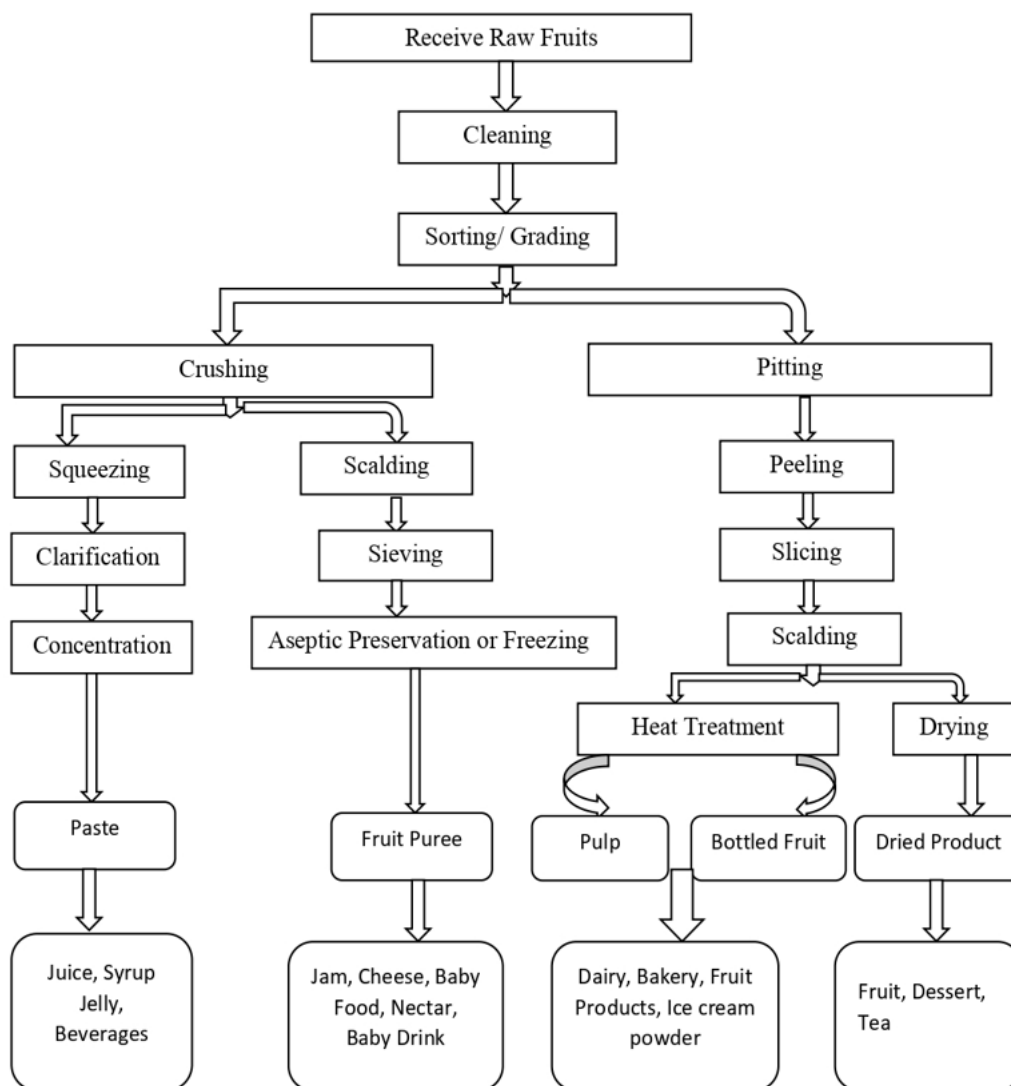 Receive Raw Fruits
Cleaning
Sorting/ Grading
Crushing
Pitting
Squeezing
Scalding
Peeling
Clarification
Sieving
Slicing
Concentration
Aseptic Preservation or Freezing
Scalding
Heat Treatment
Drying
Paste
Fruit Puree
Pulp
Bottled Fruit
Dried Product
Juice, Syrup
Jelly,
Beverages
Jam, Cheese, Baby
Food, Nectar,
Baby Drink
Dairy, Bakery, Fruit
Products, Ice cream
powder
Fruit, Dessert,
Tea